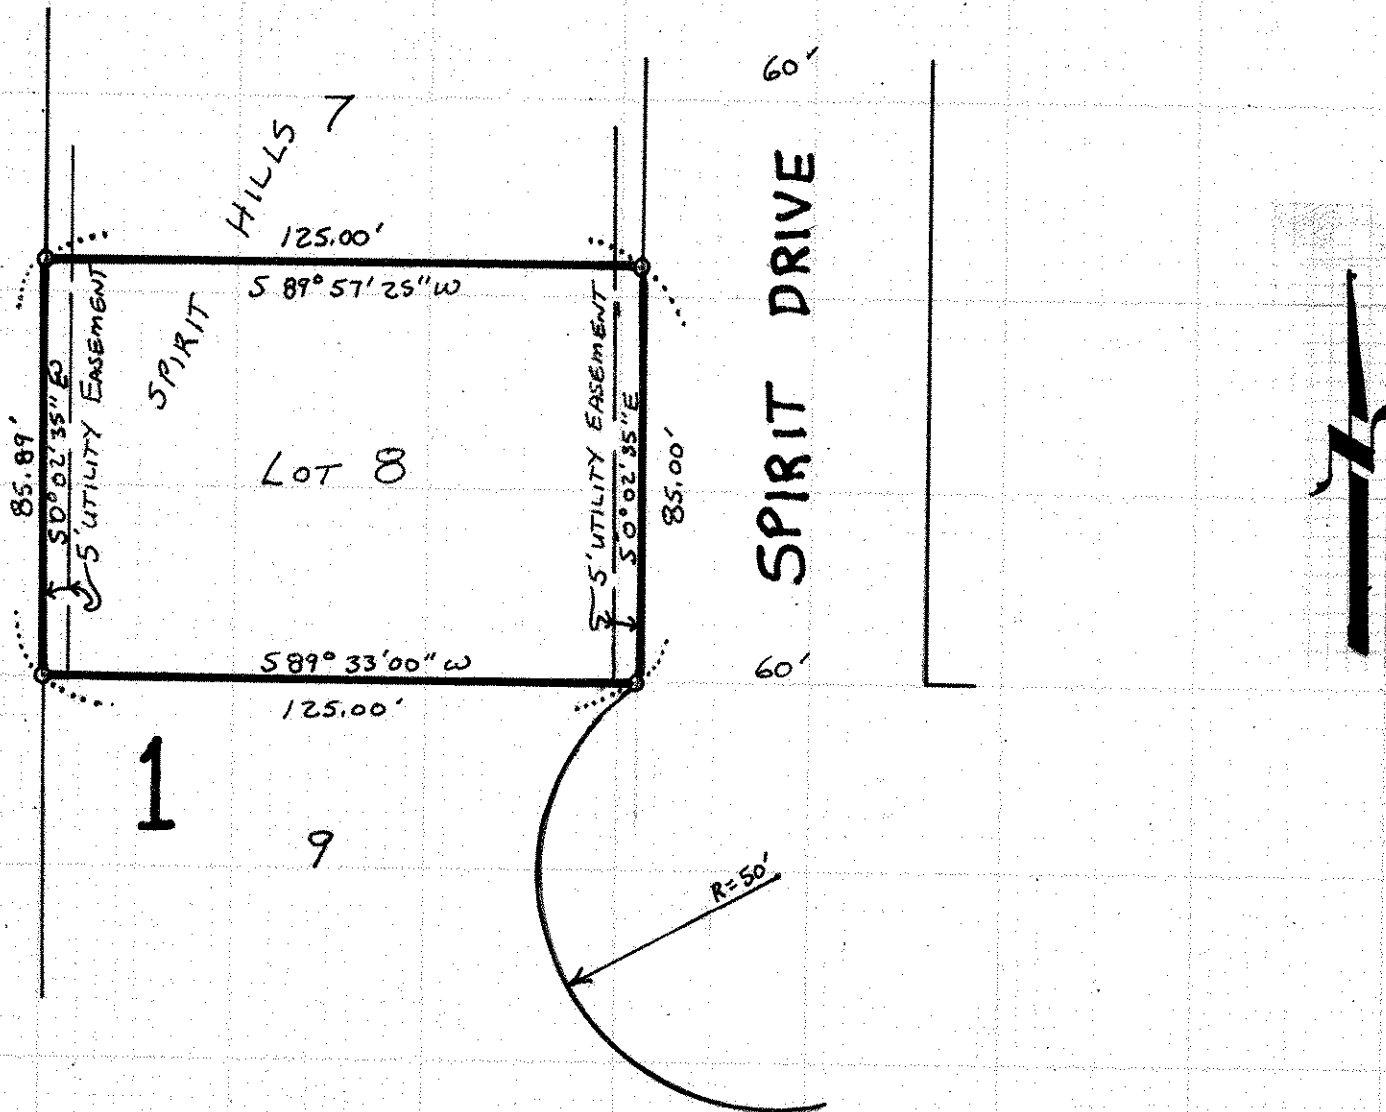 60'
7
HILLS
SPIRIT
125.00'
S 89° 57' 25" W
85.89'
S 0° 02' 35" E
5' UTILITY EASEMENT
LOT 8
5' UTILITY EASEMENT
S 0° 02' 35" E
85.00'
SPIRIT DRIVE
60'
S 89° 33' 00" W
125.00'
1
9
R=50'
N